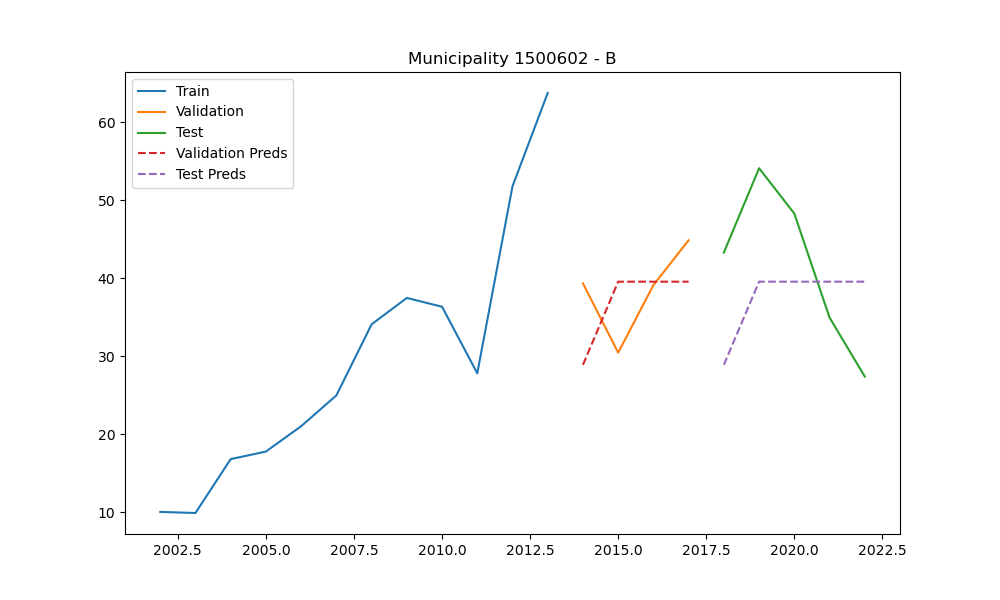 Municipality 1500602 - B
Train
Validation
Test
Validation Preds
Test Preds
60
50
40
30
20
10
2002.5 2005.0 2007.5 2010.0 2012.5 2015.0 2017.5 2020.0 2022.5